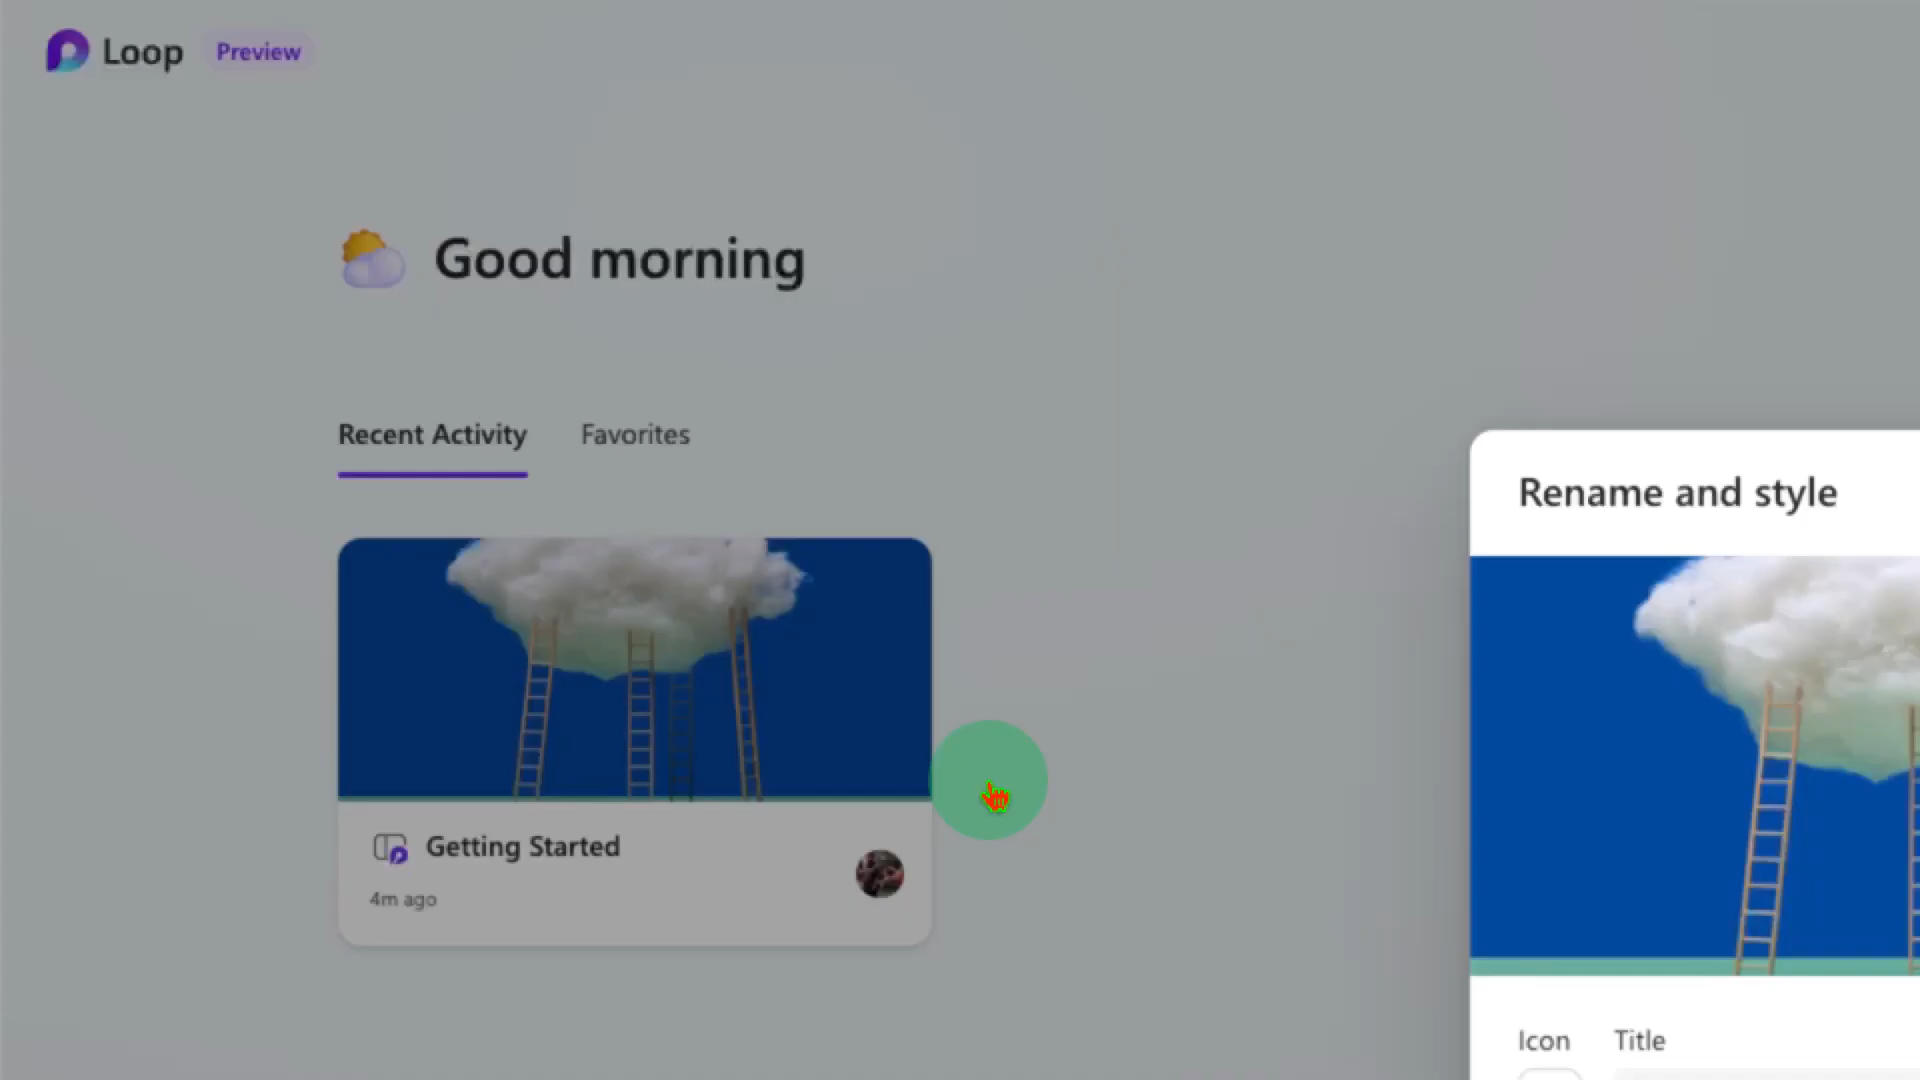 Loop Preview
Good morning
Recent Activity Favorites
Getting Started
4m ago
Rename and style
Icon Title